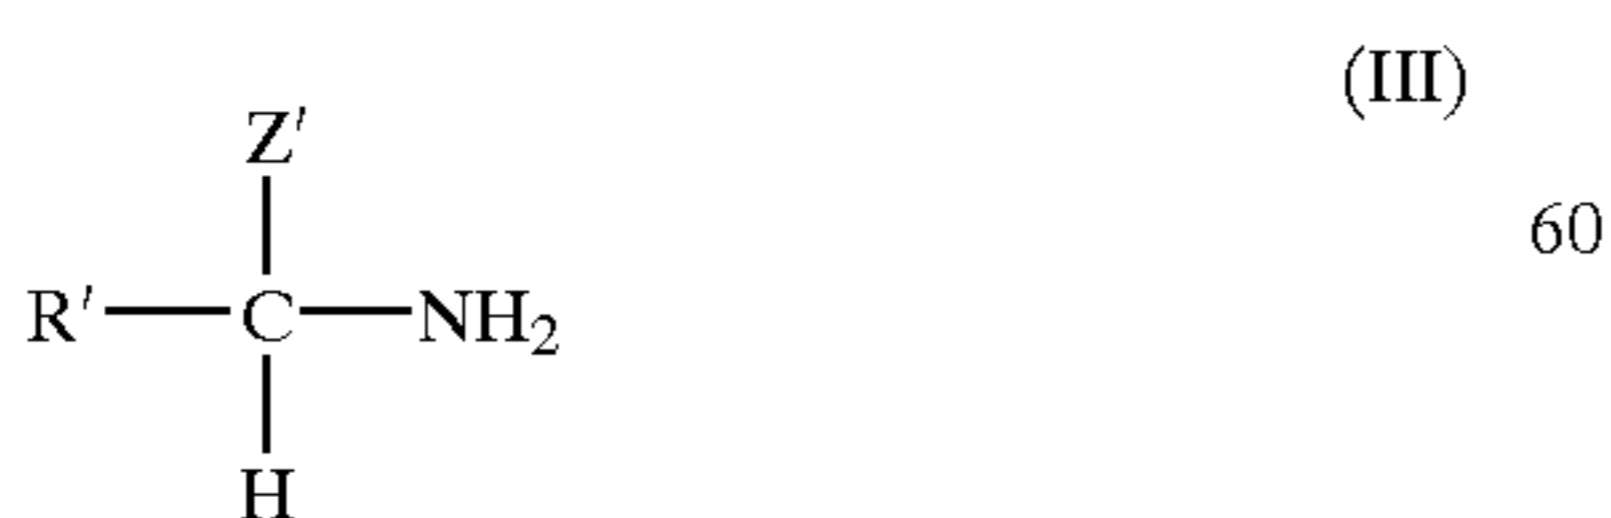 (III)
Z′
60
R′—C—NH₂
H